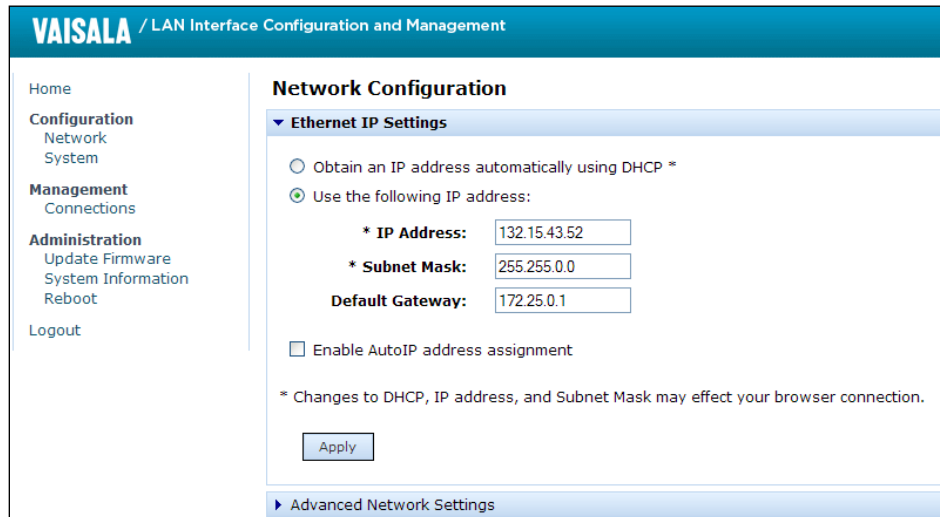 VAISALA / LAN Interface Configuration and Management
Home
Configuration
Network
System
Management
Connections
Administration
Update Firmware
System Information
Reboot
Logout
Network Configuration
Ethernet IP Settings
Obtain an IP address automatically using DHCP *
Use the following IP address:
* IP Address: 132.15.43.52
* Subnet Mask: 255.255.0.0
Default Gateway: 172.25.0.1
Enable AutoIP address assignment
* Changes to DHCP, IP address, and Subnet Mask may effect your browser connection.
Apply
Advanced Network Settings